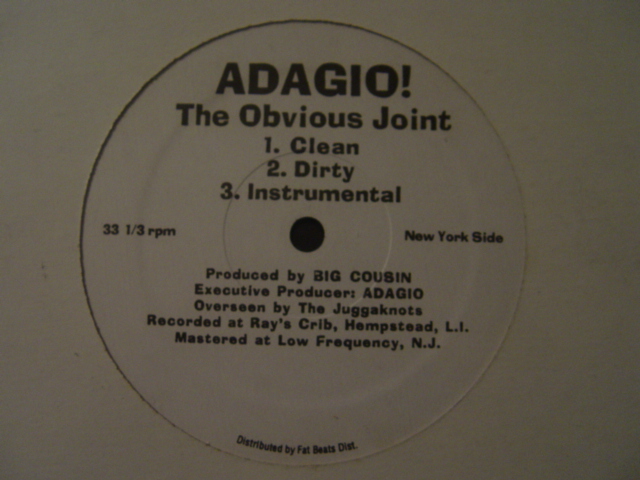 ADAGIO!
The Obvious Joint
1. Clean
2. Dirty
3. Instrumental
33 1/3 rpm
New York Side
Produced by BIG COUSIN
Executive Producer: ADAGIO
Overseen by The Juggaknots
Recorded at Ray's Crib, Hempstead, L.I.
Mastered at Low Frequency, N.J.
Distributed by Fat Beats Dist.